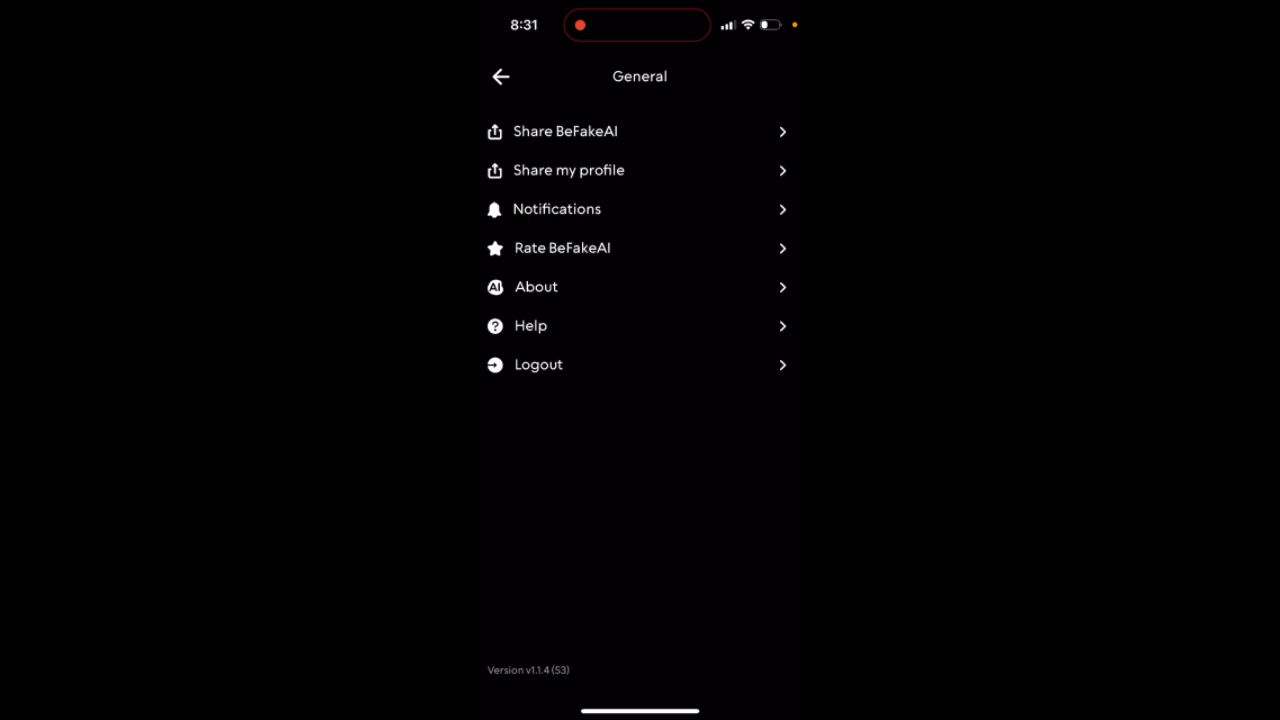 8:31
General
Share BeFakeAI
Share my profile
Notifications
Rate BeFakeAI
AI About
? Help
Logout
Version v1.1.4 (53)